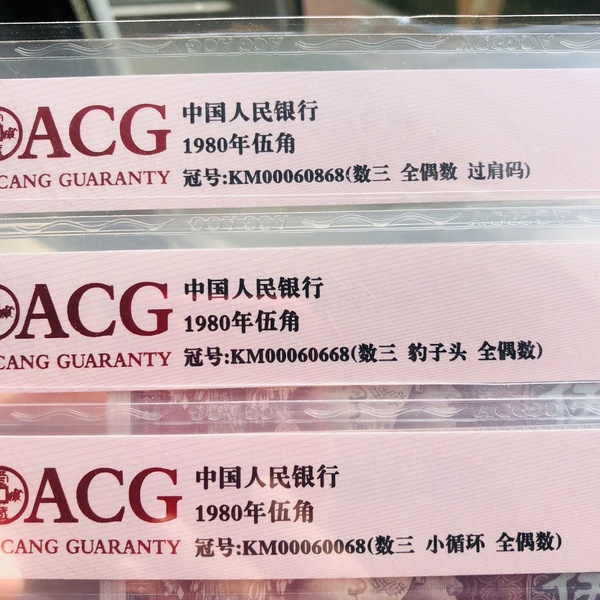 ACG
CANG GUARANTY
中国人民银行
1980年伍角
冠号:KM00060868(数三 全偶数 过肩码)
ACG
CANG GUARANTY
中国人民银行
1980年伍角
冠号:KM00060668(数三 豹子头 全偶数)
ACG
CANG GUARANTY
中国人民银行
1980年伍角
冠号:KM00060068(数三 小循环 全偶数)